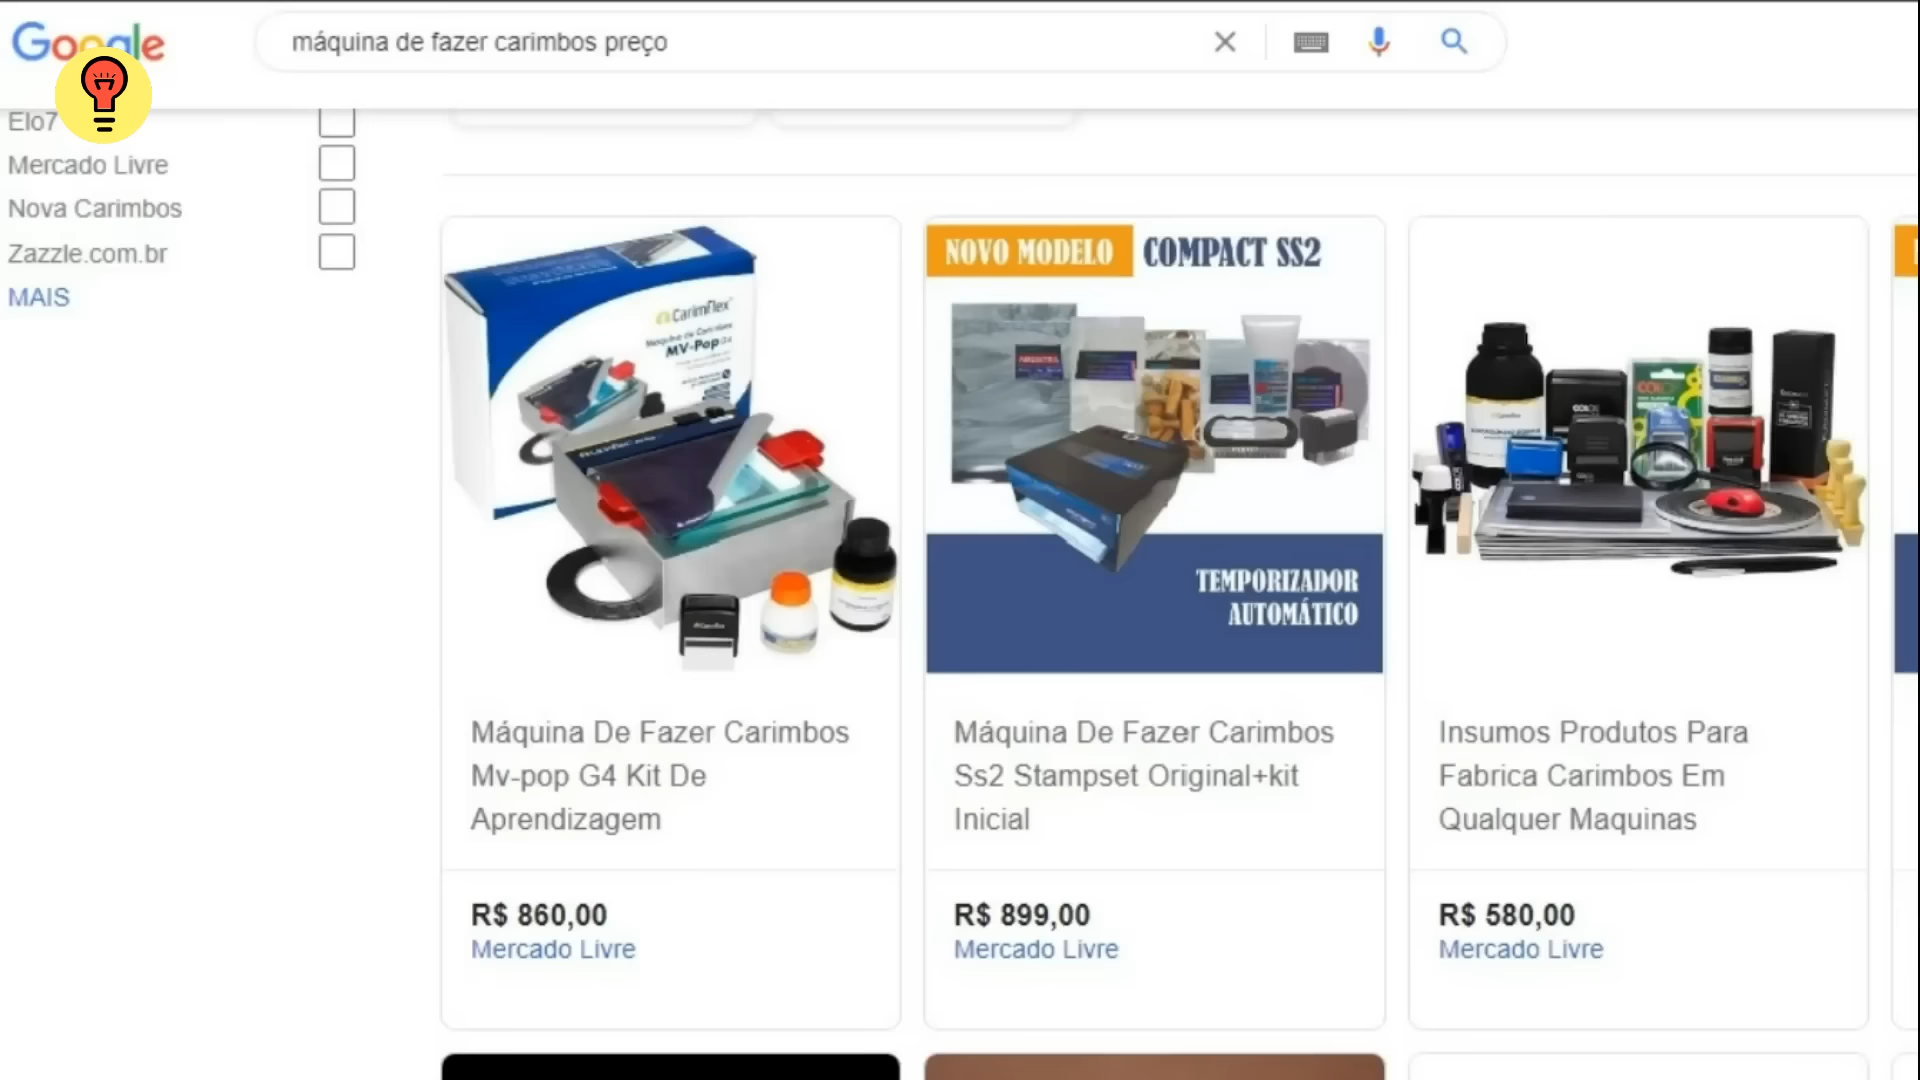 Google
máquina de fazer carimbos preço
Elo7
Mercado Livre
Nova Carimbos
Zazzle.com.br
MAIS
CarimFlex
MV-Pop
NOVO MODELO COMPACT SS2
TEMPORIZADOR
AUTOMÁTICO
COLOP
Máquina De Fazer Carimbos
Mv-pop G4 Kit De
Aprendizagem
R$ 860,00
Mercado Livre
Máquina De Fazer Carimbos
Ss2 Stampset Original+kit
Inicial
R$ 899,00
Mercado Livre
Insumos Produtos Para
Fabrica Carimbos Em
Qualquer Maquinas
R$ 580,00
Mercado Livre